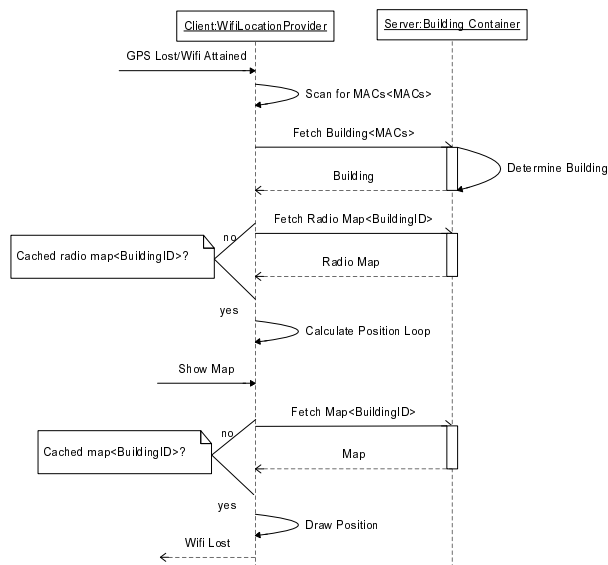 Client:WifiLocationProvider
Server:Building Container
GPS Lost/Wifi Attained
Scan for MACs<MACs>
Fetch Building<MACs>
Determine Building
Building
Fetch Radio Map<BuildingID>
no
Cached radio map<BuildingID>?
Radio Map
yes
Calculate Position Loop
Show Map
Fetch Map<BuildingID>
no
Cached map<BuildingID>?
Map
yes
Draw Position
Wifi Lost